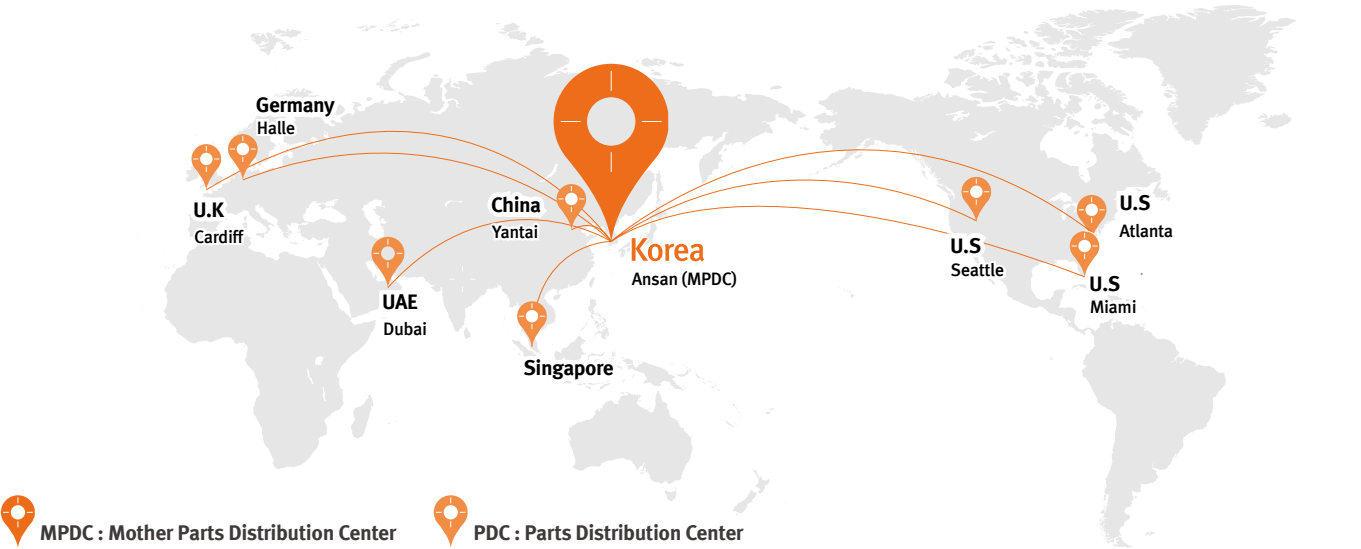 Germany
Halle
U.K
Cardiff
China
Yantai
UAE
Dubai
Singapore
Korea
Ansan (MPDC)
U.S
Seattle
U.S
Atlanta
U.S
Miami
MPDC : Mother Parts Distribution Center
PDC : Parts Distribution Center